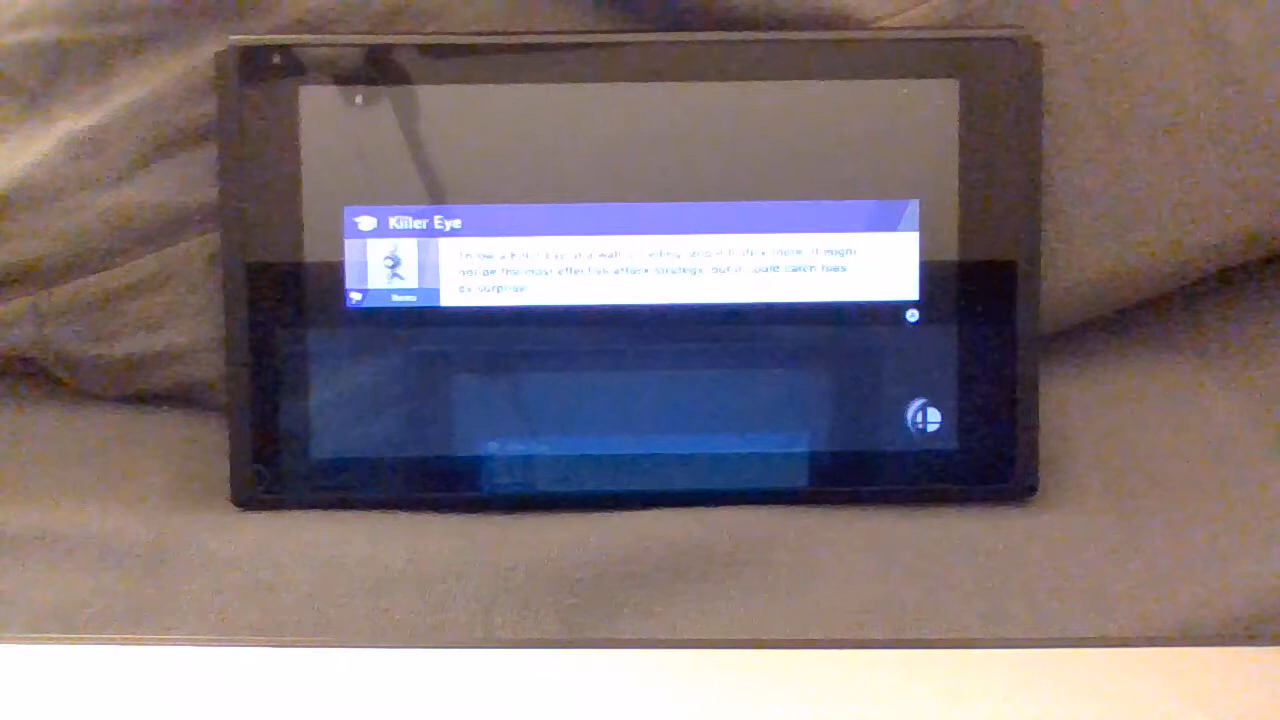 Killer Eye
Throw a Killer Eye at a wall or ceiling, and it'll stick there. It might
not be the most effective attack strategy, but it could catch foes
by surprise.
Items
A